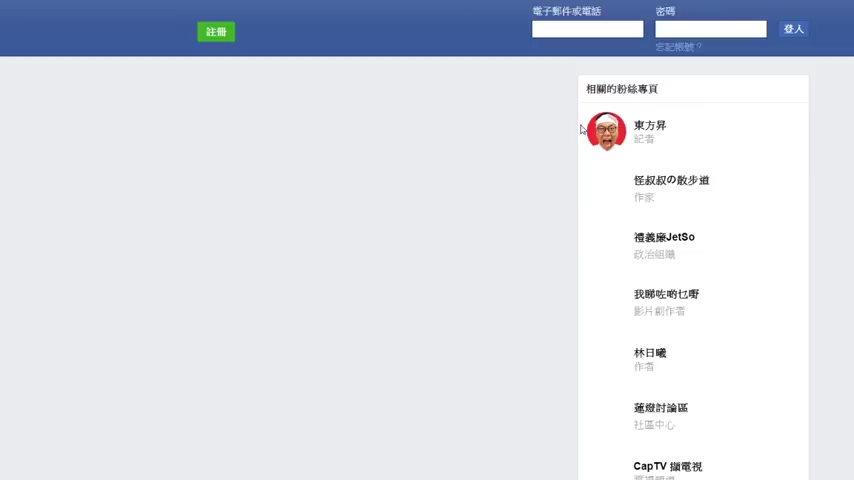 電子郵件或電話
密碼
註冊
登入
忘記帳號？
相關的粉絲專頁
東方昇
記者
怪叔叔の散步道
作家
禮義廉JetSo
政治組織
我睇咗啲乜嘢
影片創作者
林日曦
作者
蓮燈討論區
社區中心
CapTV 擷電視